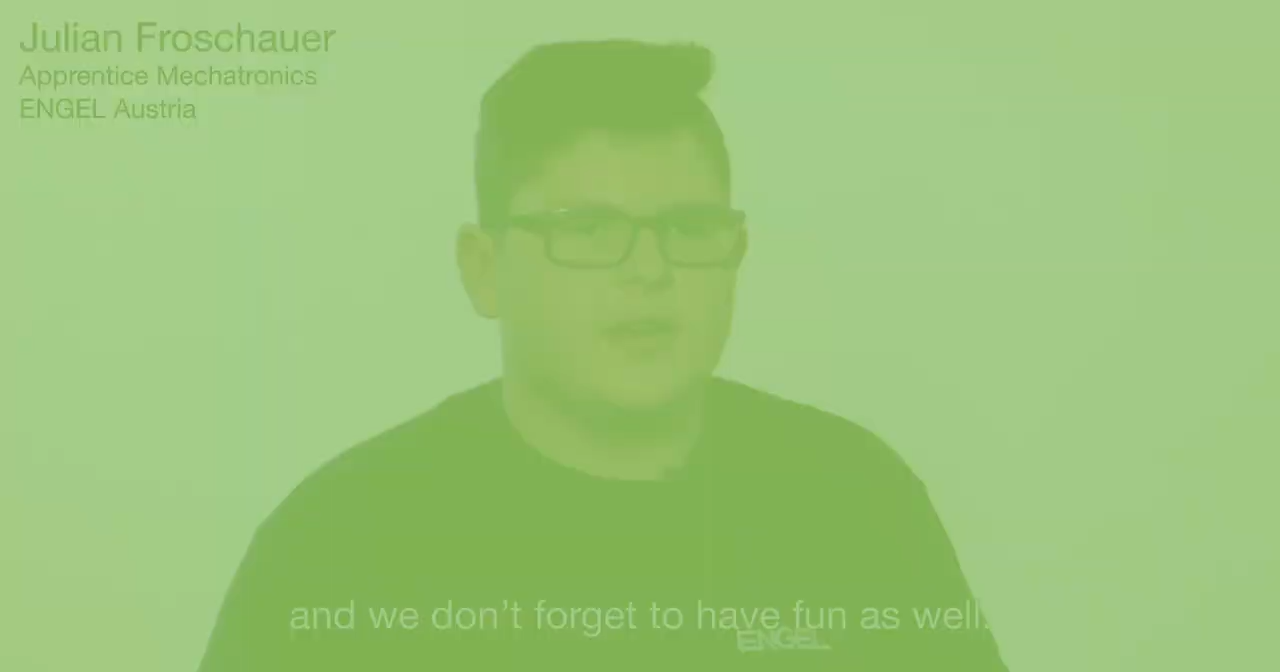 Julian Froschauer
Apprentice Mechatronics
ENGEL Austria
and we don't forget to have fun as well.
ENGEL